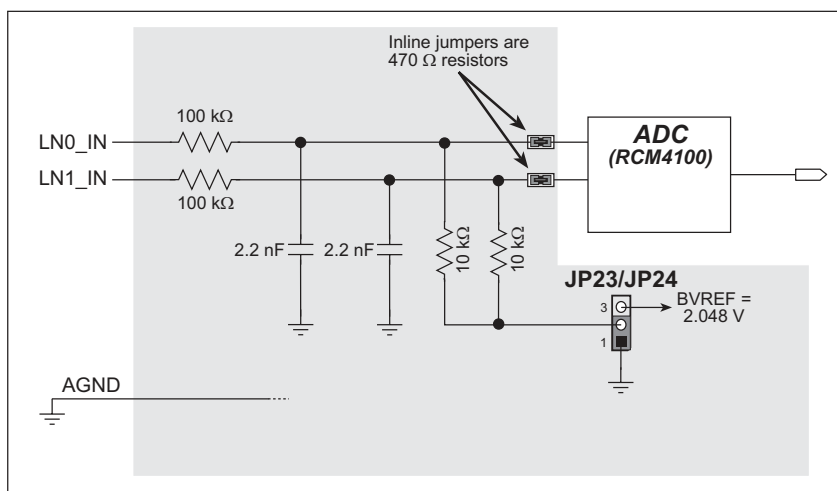 Inline jumpers are
470 Ω resistors
100 kΩ
LN0_IN
LN1_IN
100 kΩ
ADC
(RCM4100)
2.2 nF
2.2 nF
10 kΩ
10 kΩ
JP23/JP24
3
BVREF =
2.048 V
1
AGND